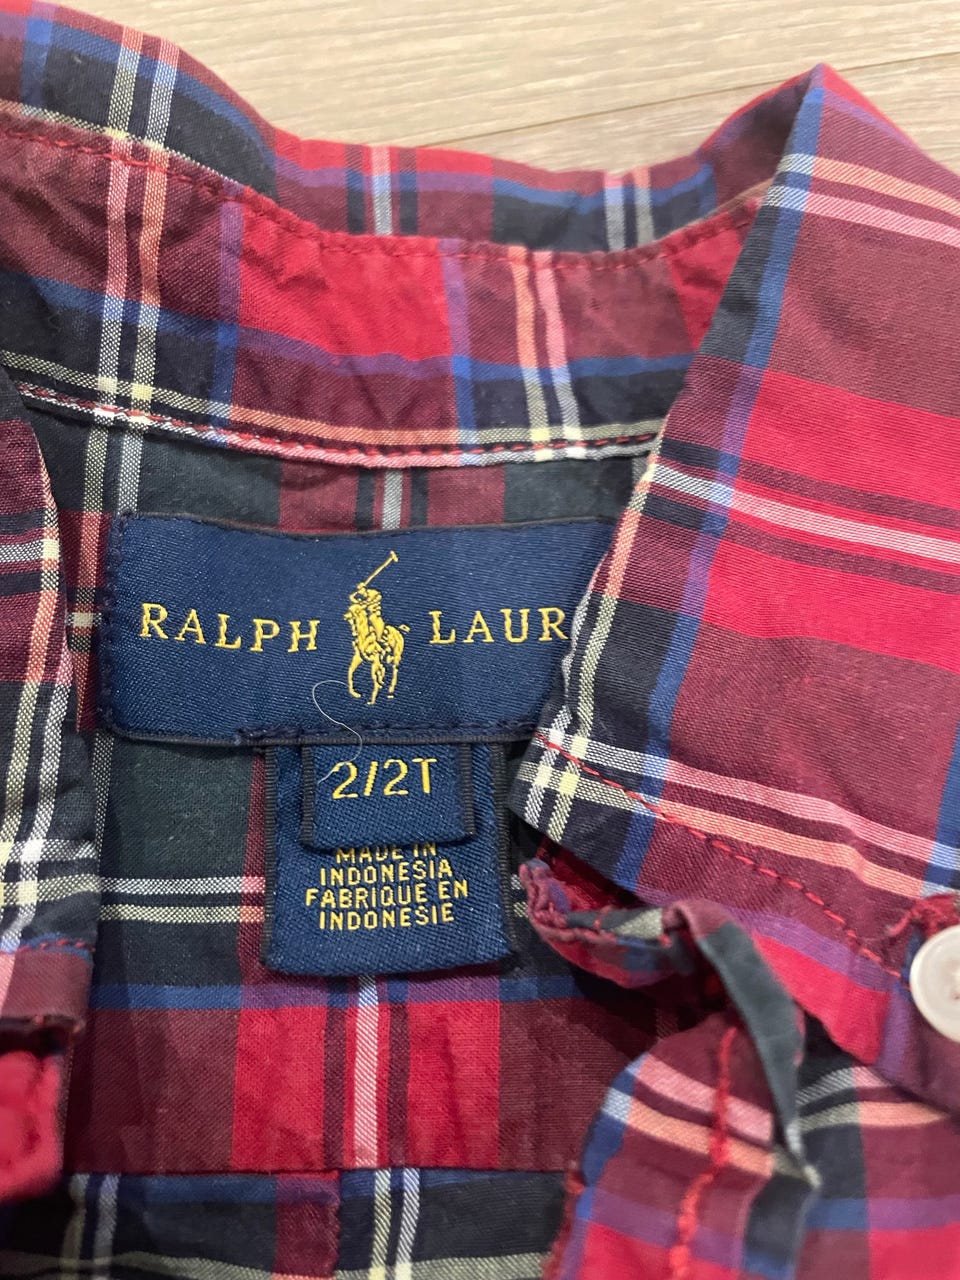 RALPH LAUR
2/2T
MADE IN
INDONESIA
FABRIQUE EN
INDONESIE